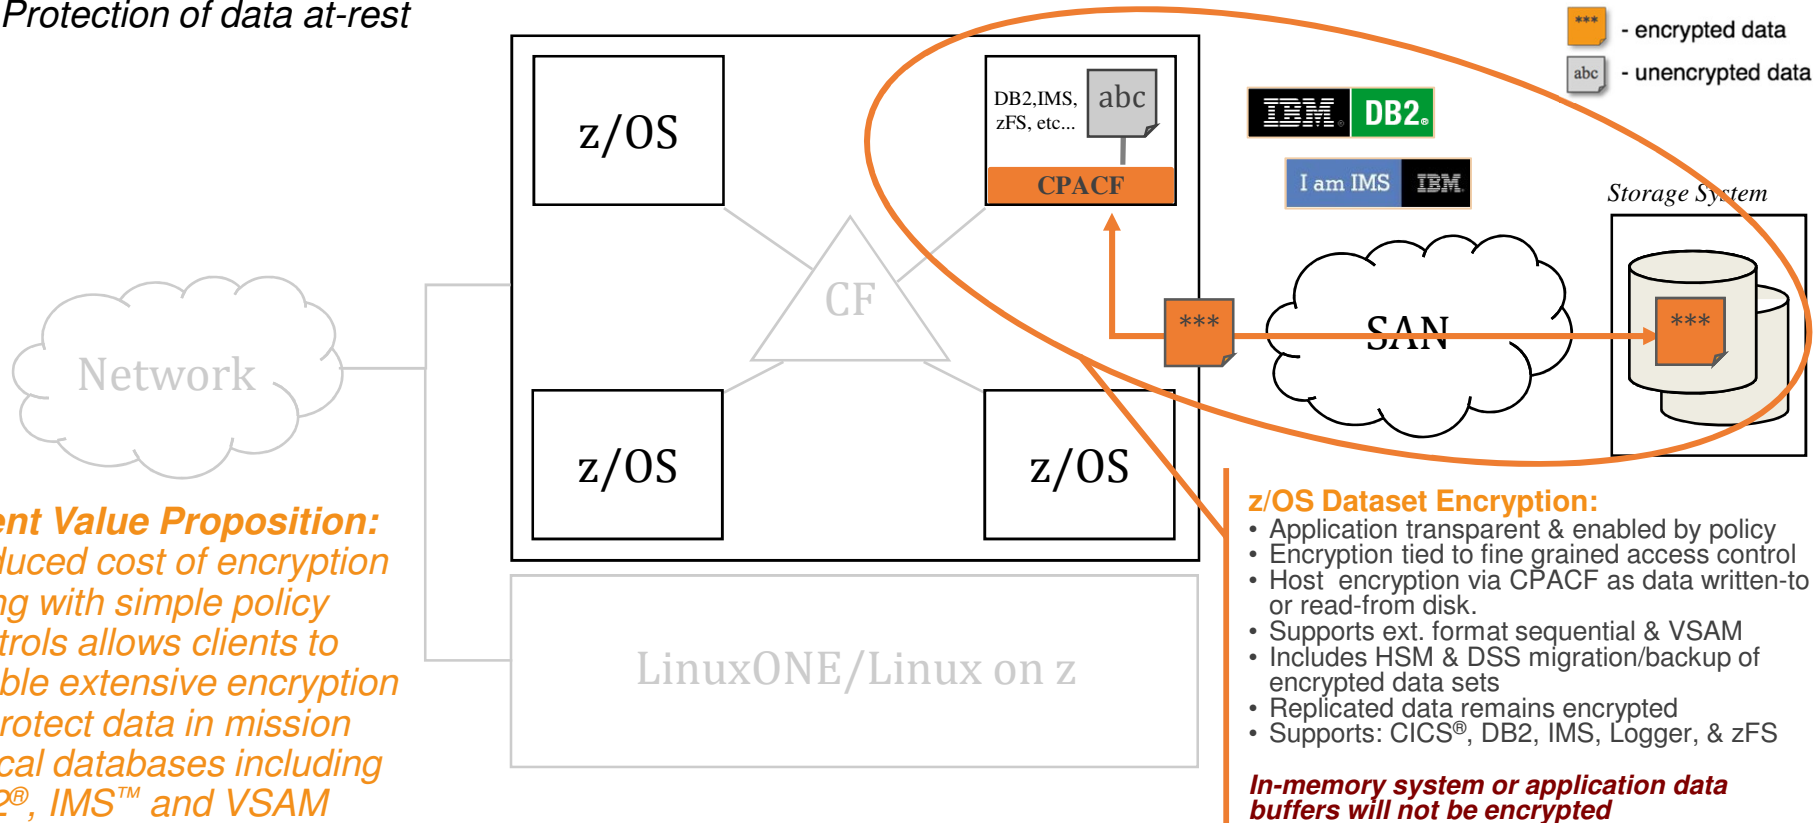 Protection of data at-rest
*** - encrypted data
abc - unencrypted data
z/OS
DB2,IMS,
zFS, etc...
abc
CPACF
IBM® DB2®
I am IMS IBM
Storage System
CF
Network
***
SAN
***
z/OS
z/OS
LinuxONE/Linux on z
ent Value Proposition:
duced cost of encryption
ng with simple policy
trols allows clients to
ble extensive encryption
rotect data in mission
cal databases including
2®, IMS™ and VSAM
z/OS Dataset Encryption:
• Application transparent & enabled by policy
• Encryption tied to fine grained access control
• Host encryption via CPACF as data written-to
or read-from disk.
• Supports ext. format sequential & VSAM
• Includes HSM & DSS migration/backup of
encrypted data sets
• Replicated data remains encrypted
• Supports: CICS®, DB2, IMS, Logger, & zFS
In-memory system or application data
buffers will not be encrypted